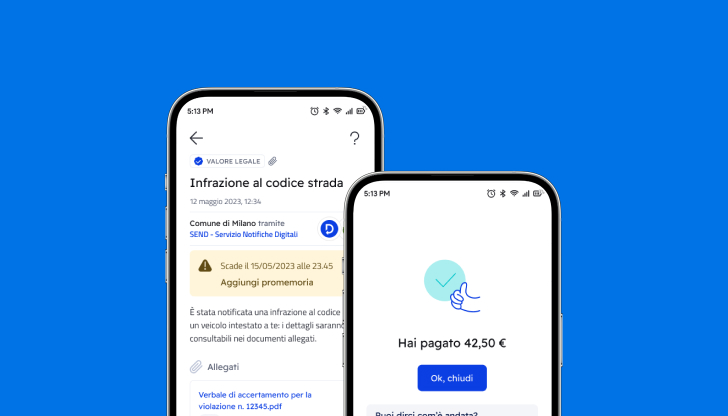 5:13 PM
VALORE LEGALE
Infrazione al codice strada
12 maggio 2023, 12:34
Comune di Milano tramite
SEND - Servizio Notifiche Digitali
Scade il 15/05/2023 alle 23.45
Aggiungi promemoria
È stata notificata una infrazione al codice
un veicolo intestato a te: i dettagli saranno
consultabili nei documenti allegati.
Allegati
Verbale di accertamento per la
violazione n. 12345.pdf
5:13 PM
Hai pagato 42,50 €
Ok, chiudi
Puoi dirci com'è andata?